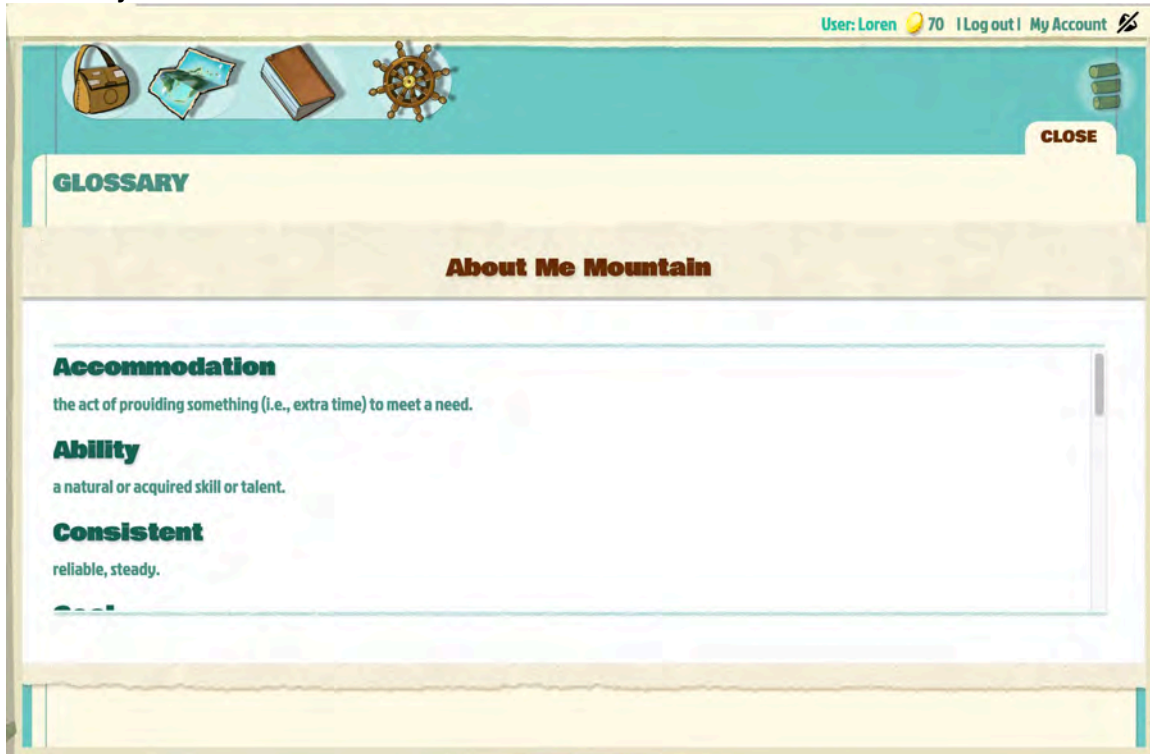 User: Loren 70 | Log out | My Account
CLOSE
GLOSSARY
About Me Mountain
Accommodation
the act of providing something (i.e., extra time) to meet a need.
Ability
a natural or acquired skill or talent.
Consistent
reliable, steady.